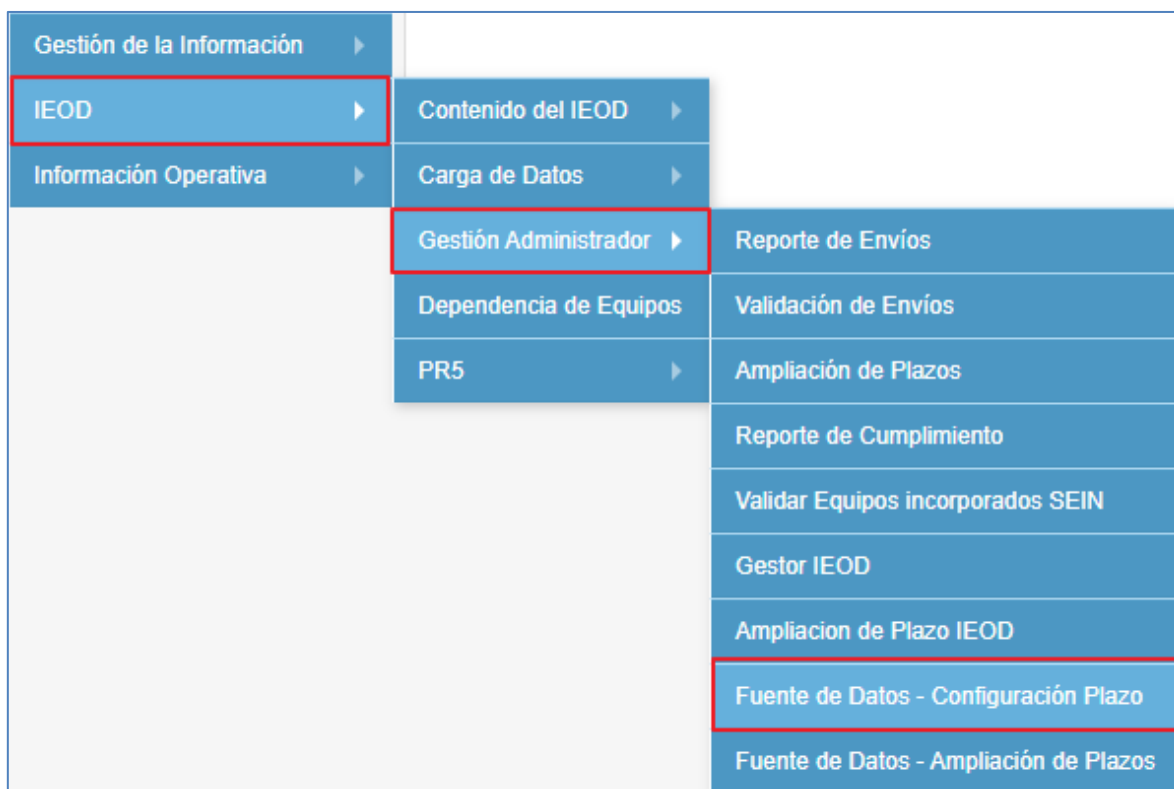 Gestión de la Información
IEOD
Información Operativa
Contenido del IEOD
Carga de Datos
Gestión Administrador
Dependencia de Equipos
PR5
Reporte de Envíos
Validación de Envíos
Ampliación de Plazos
Reporte de Cumplimiento
Validar Equipos incorporados SEIN
Gestor IEOD
Ampliacion de Plazo IEOD
Fuente de Datos - Configuración Plazo
Fuente de Datos - Ampliación de Plazos